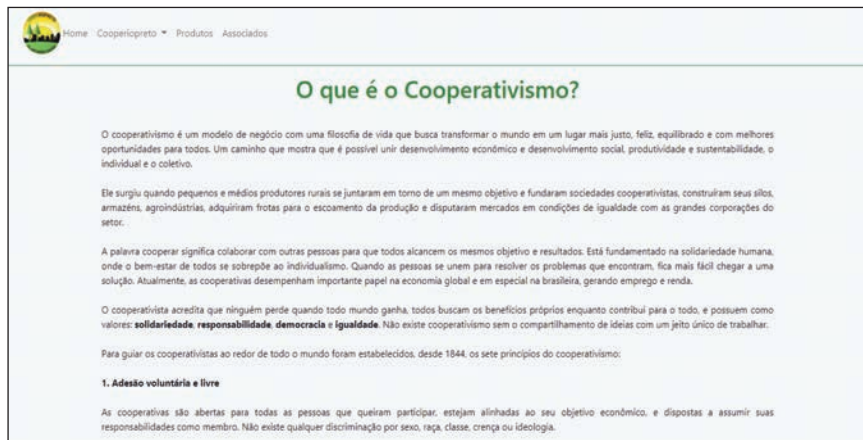 Home Cooperiopreto Produtos Associados
O que é o Cooperativismo?
O cooperativismo é um modelo de negócio com uma filosofia de vida que busca transformar o mundo em um lugar mais justo, feliz, equilibrado e com melhores
oportunidades para todos. Um caminho que mostra que é possível unir desenvolvimento econômico e desenvolvimento social, produtividade e sustentabilidade, o
individual e o coletivo.
Ele surgiu quando pequenos e médios produtores rurais se juntaram em torno de um mesmo objetivo e fundaram sociedades cooperativistas, construíram seus silos,
armazéns, agroindústrias, adquiriram frotas para o escoamento da produção e disputaram mercados em condições de igualdade com as grandes corporações do
setor.
A palavra cooperar significa colaborar com outras pessoas para que todos alcancem os mesmos objetivo e resultados. Está fundamentado na solidariedade humana,
onde o bem-estar de todos se sobrepõe ao individualismo. Quando as pessoas se unem para resolver os problemas que encontram, fica mais fácil chegar a uma
solução. Atualmente, as cooperativas desempenham importante papel na economia global e em especial na brasileira, gerando emprego e renda.
O cooperativista acredita que ninguém perde quando todo mundo ganha, todos buscam os benefícios próprios enquanto contribui para o todo, e possuem como
valores: solidariedade, responsabilidade, democracia e igualdade. Não existe cooperativismo sem o compartilhamento de ideias com um jeito único de trabalhar.
Para guiar os cooperativistas ao redor de todo o mundo foram estabelecidos, desde 1844, os sete princípios do cooperativismo:
1. Adesão voluntária e livre
As cooperativas são abertas para todas as pessoas que queiram participar, estejam alinhadas ao seu objetivo econômico, e dispostas a assumir suas
responsabilidades como membro. Não existe qualquer discriminação por sexo, raça, classe, crença ou ideologia.